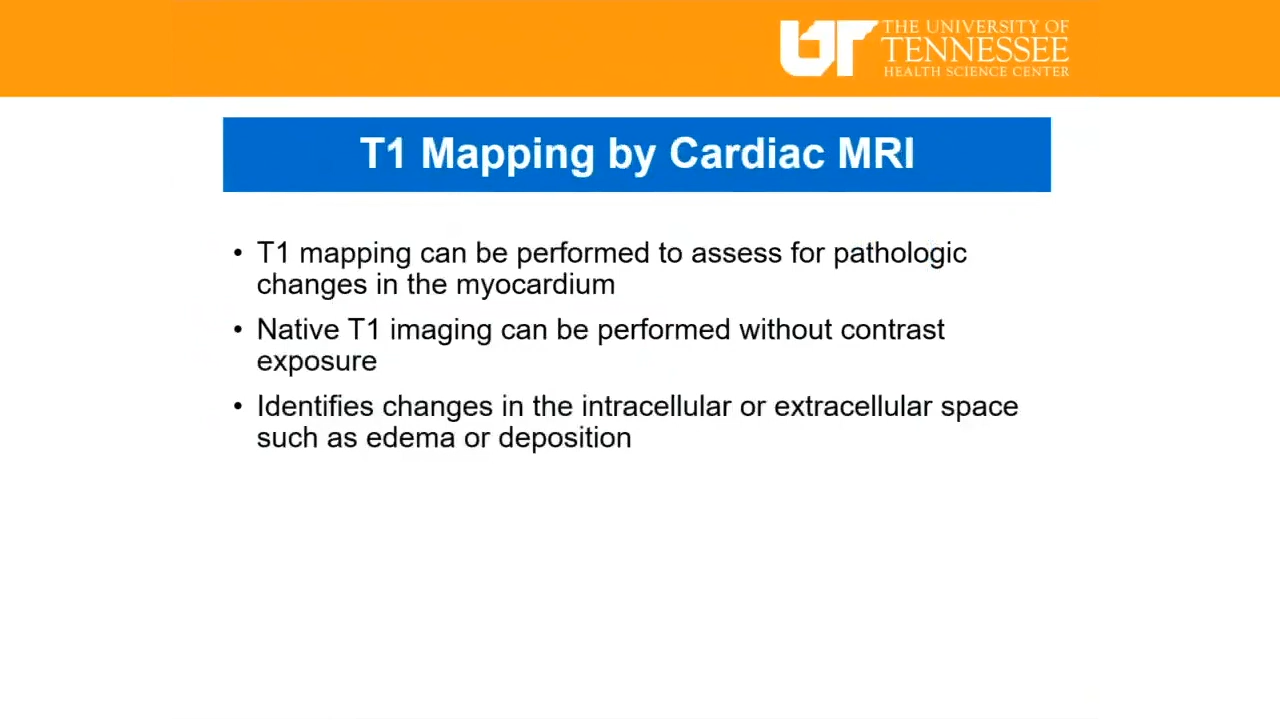 UT
THE UNIVERSITY OF
TENNESSEE
HEALTH SCIENCE CENTER
T1 Mapping by Cardiac MRI
• T1 mapping can be performed to assess for pathologic
changes in the myocardium
• Native T1 imaging can be performed without contrast
exposure
• Identifies changes in the intracellular or extracellular space
such as edema or deposition